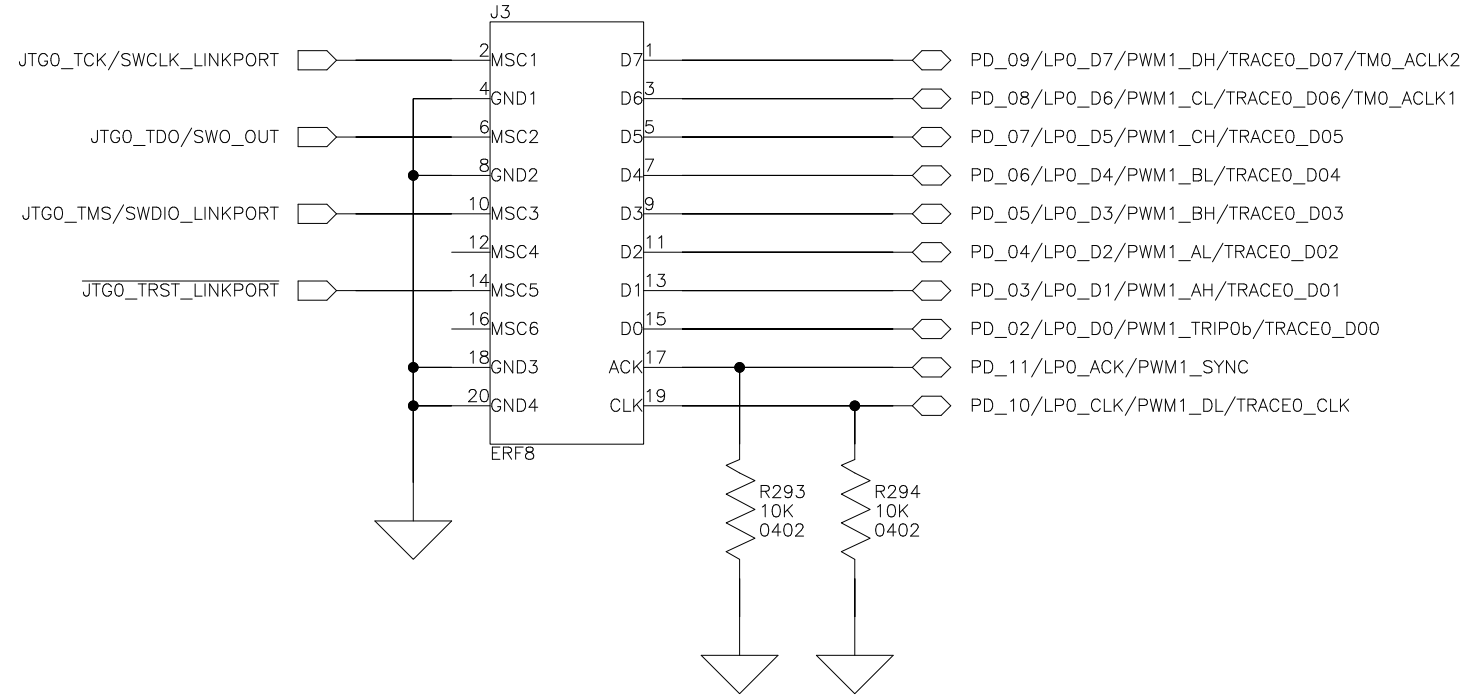 J3
JTG0_TCK/SWCLK_LINKPORT 2 MSC1 D7 1 PD_09/LP0_D7/PWM1_DH/TRACE0_D07/TM0_ACLK2
4 GND1 D6 3 PD_08/LP0_D6/PWM1_CL/TRACE0_D06/TM0_ACLK1
JTG0_TDO/SWO_OUT 6 MSC2 D5 5 PD_07/LP0_D5/PWM1_CH/TRACE0_D05
8 GND2 D4 7 PD_06/LP0_D4/PWM1_BL/TRACE0_D04
JTG0_TMS/SWDIO_LINKPORT 10 MSC3 D3 9 PD_05/LP0_D3/PWM1_BH/TRACE0_D03
12 MSC4 D2 11 PD_04/LP0_D2/PWM1_AL/TRACE0_D02
JTG0_TRST_LINKPORT 14 MSC5 D1 13 PD_03/LP0_D1/PWM1_AH/TRACE0_D01
16 MSC6 D0 15 PD_02/LP0_D0/PWM1_TRIP0b/TRACE0_D00
18 GND3 ACK 17 PD_11/LP0_ACK/PWM1_SYNC
20 GND4 CLK 19 PD_10/LP0_CLK/PWM1_DL/TRACE0_CLK
ERF8
R293 R294
10K 10K
0402 0402